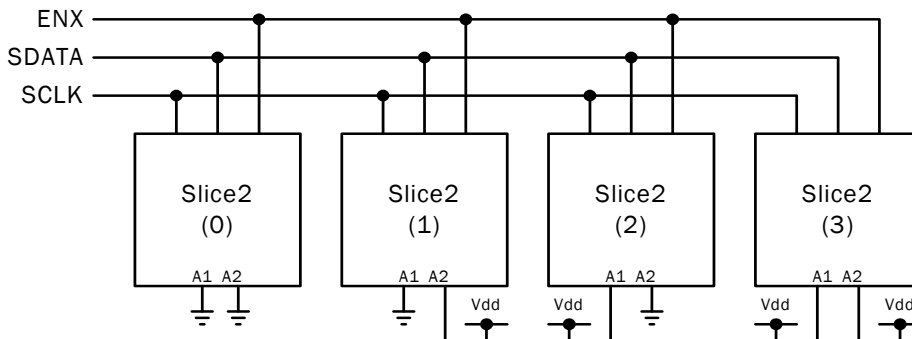 ENX
SDATA
SCLK
Slice2 Slice2 Slice2 Slice2
(0) (1) (2) (3)
A1 A2 A1 A2 A1 A2 A1 A2
Vdd Vdd Vdd Vdd